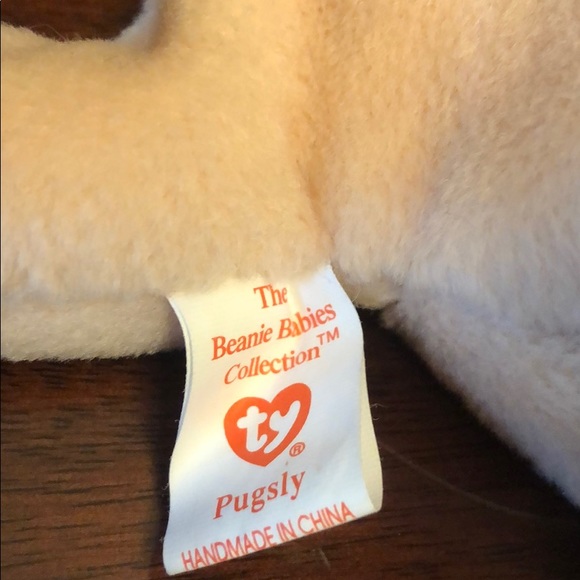 The
Beanie Babies
Collection™
ty®
Pugsly
HANDMADE IN CHINA